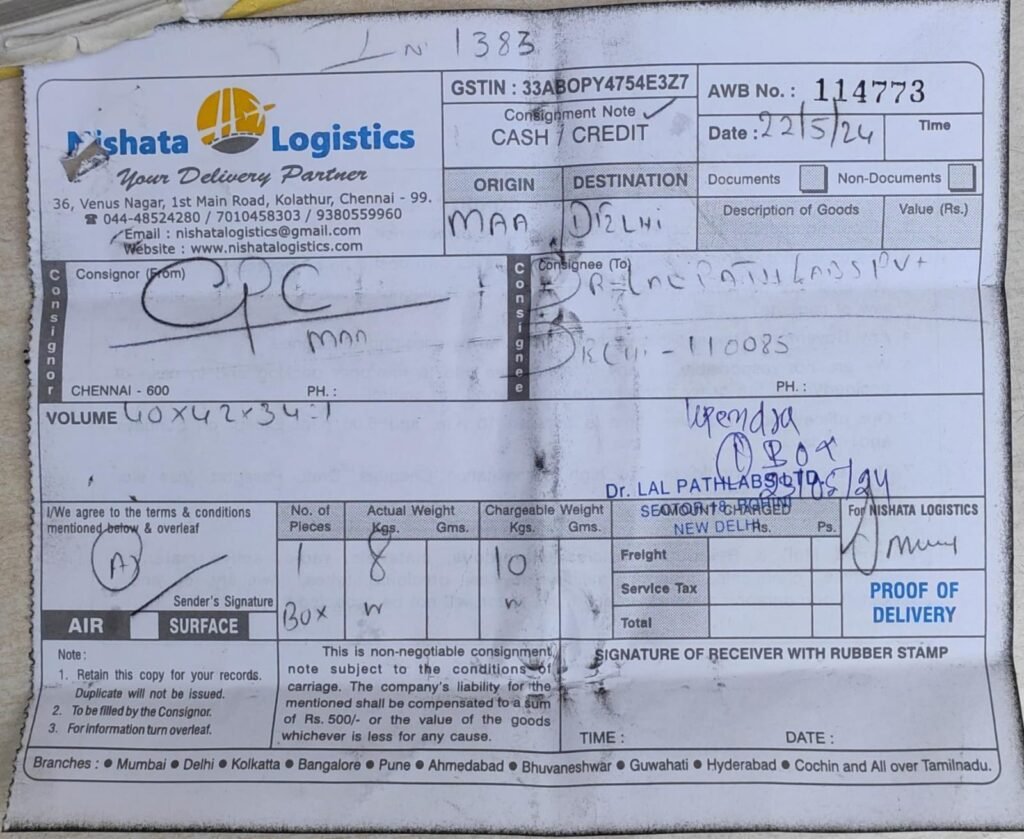 1383
Nishata Logistics
Your Delivery Partner
36, Venus Nagar, 1st Main Road, Kolathur, Chennai - 99.
☎ 044-48524280 / 7010458303 / 9380559960
Email : nishatalogistics@gmail.com
Website : www.nishatalogistics.com
GSTIN : 33ABOPY4754E3Z7
Consignment Note
CASH / CREDIT
AWB No. : 114773
Date : 22/5/24
Time
ORIGIN
DESTINATION
MAA
DELHI
Documents
Non-Documents
Description of Goods
Value (Rs.)
Consignor
Consignor (From)
CPC
MAA
CHENNAI - 600
PH. :
Consignee
Consignee (To)
DR-LAL PATH LABS PVT
DELHI - 110085
PH. :
VOLUME 40x42x34=1
Upendra
1 BOX
23/05/24
Dr. LAL PATHLABS LTD.
SECTOR-18, ROHINI
NEW DELHI
I/We agree to the terms & conditions
mentioned below & overleaf
Sender's Signature
AIR
SURFACE
No. of Pieces
1
Box
Actual Weight
Kgs. Gms.
8
Chargeable Weight
Kgs. Gms.
10
AMOUNT CHARGED
Rs. Ps.
Freight
Service Tax
Total
For NISHATA LOGISTICS
PROOF OF
DELIVERY
Note :
1. Retain this copy for your records.
Duplicate will not be issued.
2. To be filled by the Consignor.
3. For information turn overleaf.
This is non-negotiable consignment
note subject to the conditions of
carriage. The company's liability for the
mentioned shall be compensated to a sum
of Rs. 500/- or the value of the goods
whichever is less for any cause.
SIGNATURE OF RECEIVER WITH RUBBER STAMP
TIME :
DATE :
Branches : ● Mumbai ● Delhi ● Kolkatta ● Bangalore ● Pune ● Ahmedabad ● Bhuvaneshwar ● Guwahati ● Hyderabad ● Cochin and All over Tamilnadu.